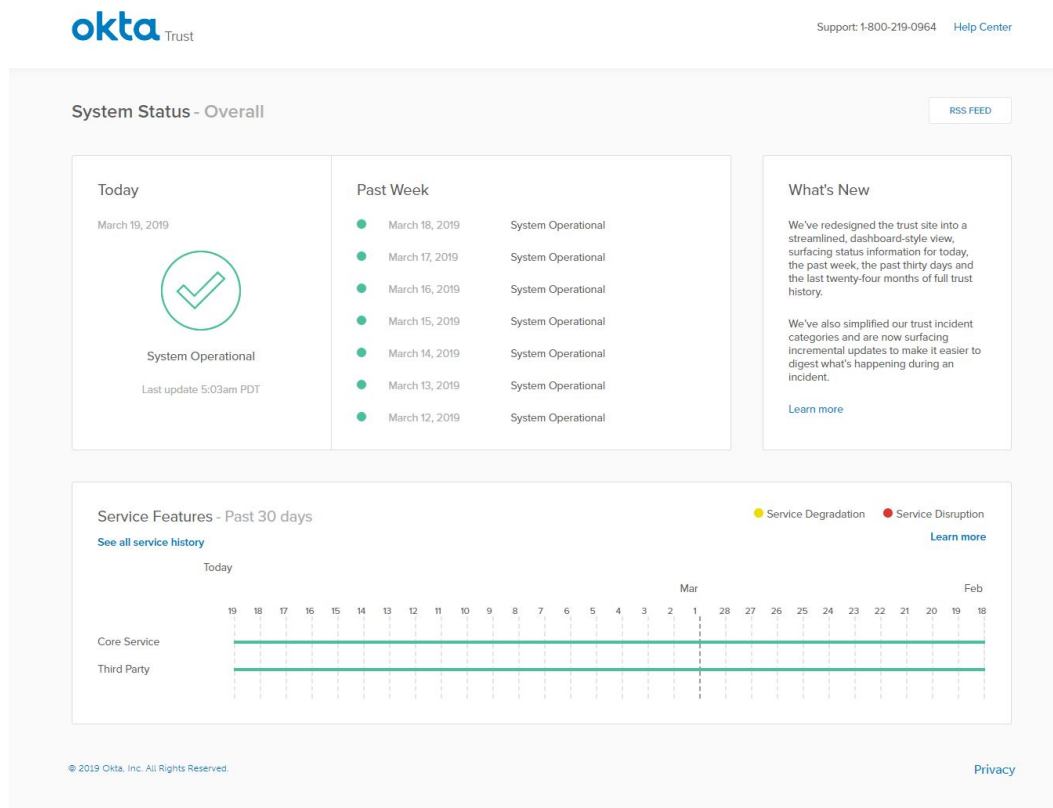 okta Trust
Support: 1-800-219-0964 Help Center
System Status - Overall
RSS FEED
Today
March 19, 2019
System Operational
Last update 5:03am PDT
Past Week
March 18, 2019 System Operational
March 17, 2019 System Operational
March 16, 2019 System Operational
March 15, 2019 System Operational
March 14, 2019 System Operational
March 13, 2019 System Operational
March 12, 2019 System Operational
What's New
We've redesigned the trust site into a
streamlined, dashboard-style view,
surfacing status information for today,
the past week, the past thirty days and
the last twenty-four months of full trust
history.
We've also simplified our trust incident
categories and are now surfacing
incremental updates to make it easier to
digest what's happening during an
incident.
Learn more
Service Features - Past 30 days
Service Degradation Service Disruption
See all service history
Learn more
Today
Mar Feb
19 18 17 16 15 14 13 12 11 10 9 8 7 6 5 4 3 2 1 28 27 26 25 24 23 22 21 20 19 18
Core Service
Third Party
© 2019 Okta, Inc. All Rights Reserved.
Privacy